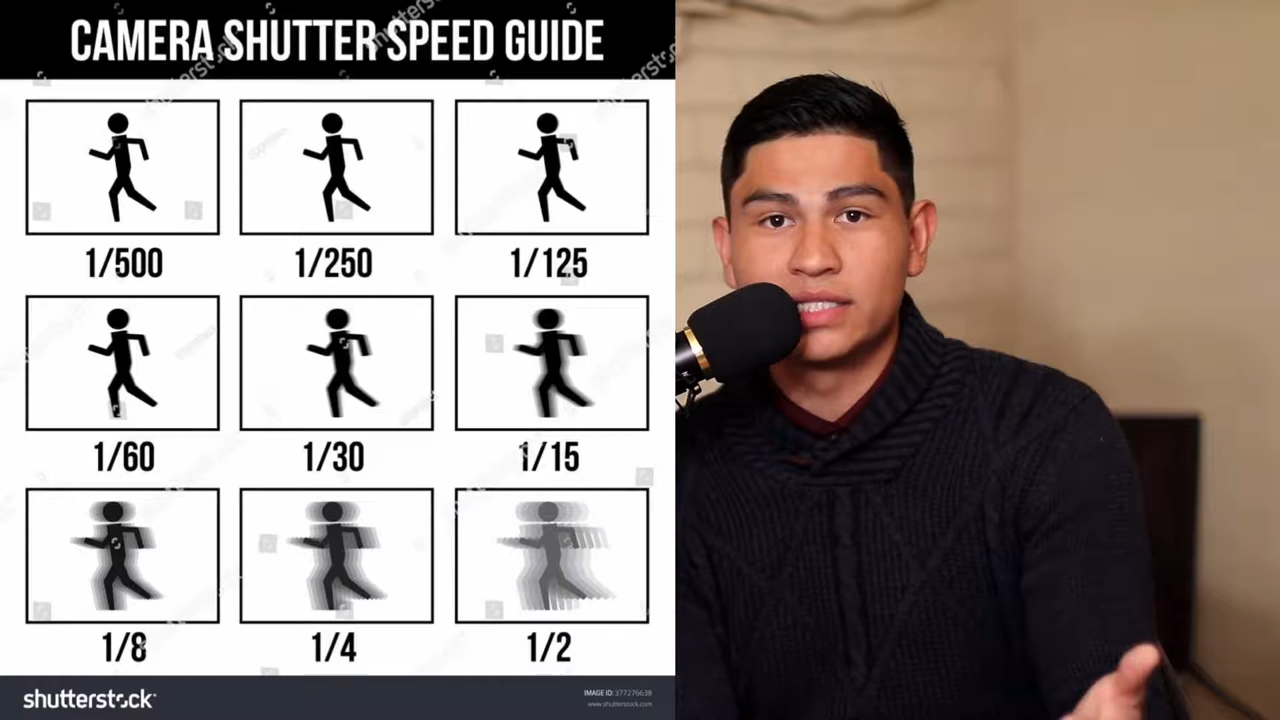 CAMERA SHUTTER SPEED GUIDE
1/500 1/250 1/125
1/60 1/30 1/15
1/8 1/4 1/2
shutterstock
IMAGE ID: 377276638
www.shutterstock.com